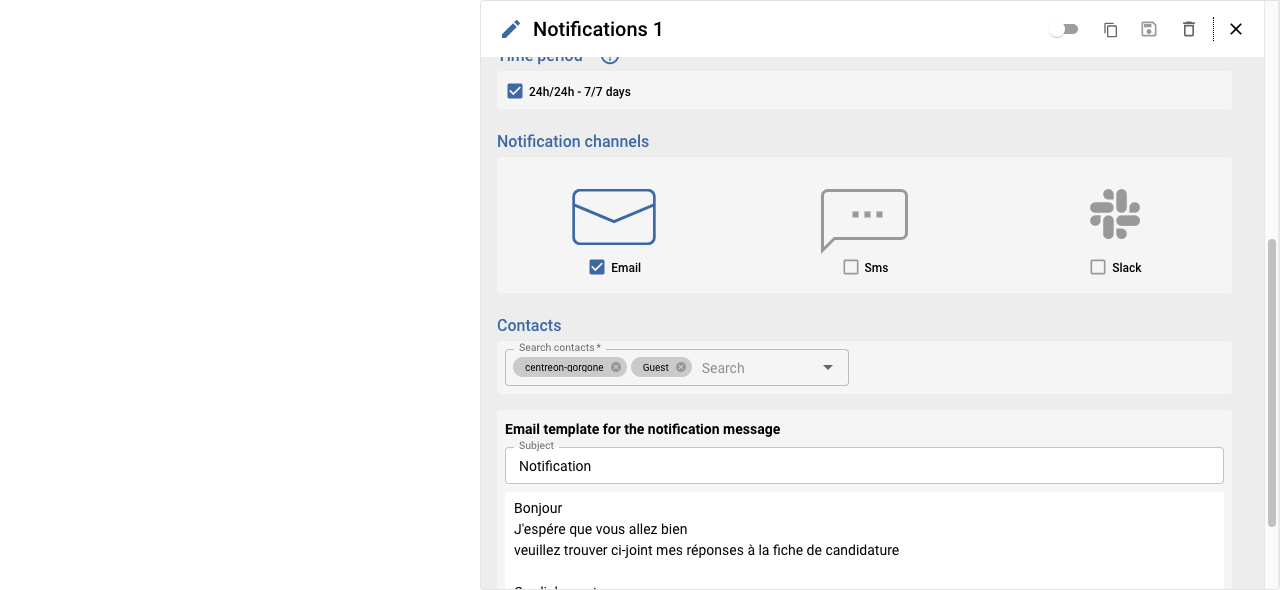 Notifications 1
Time period
24h/24h - 7/7 days
Notification channels
Email
Sms
Slack
Contacts
Search contacts *
centreon-gorgone
Guest
Search
Email template for the notification message
Subject
Notification
Bonjour
J'espére que vous allez bien
veuillez trouver ci-joint mes réponses à la fiche de candidature